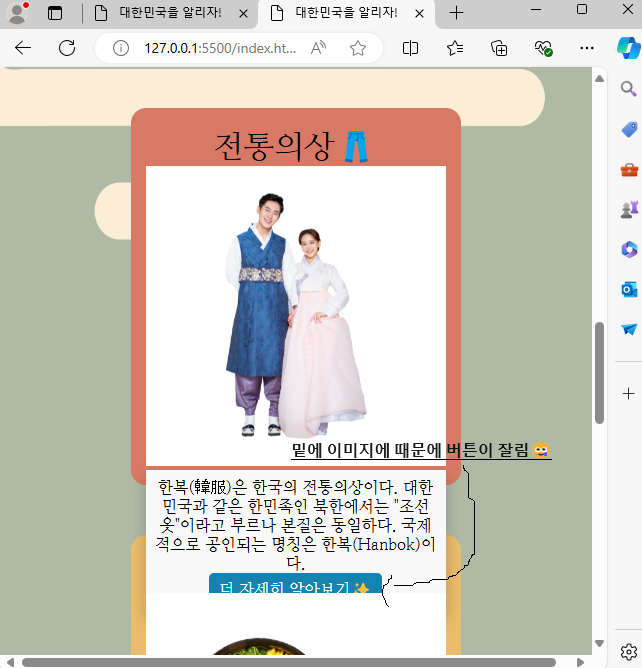 대한민국을 알리자!
대한민국을 알리자!
127.0.0.1:5500/index.ht...
전통의상 👖
밑에 이미지에 때문에 버튼이 잘림
한복(韓服)은 한국의 전통의상이다. 대한
민국과 같은 한민족인 북한에서는 "조선
옷"이라고 부르나 본질은 동일하다. 국제
적으로 공인되는 명칭은 한복(Hanbok)이
다.
더 자세히 알아보기✨